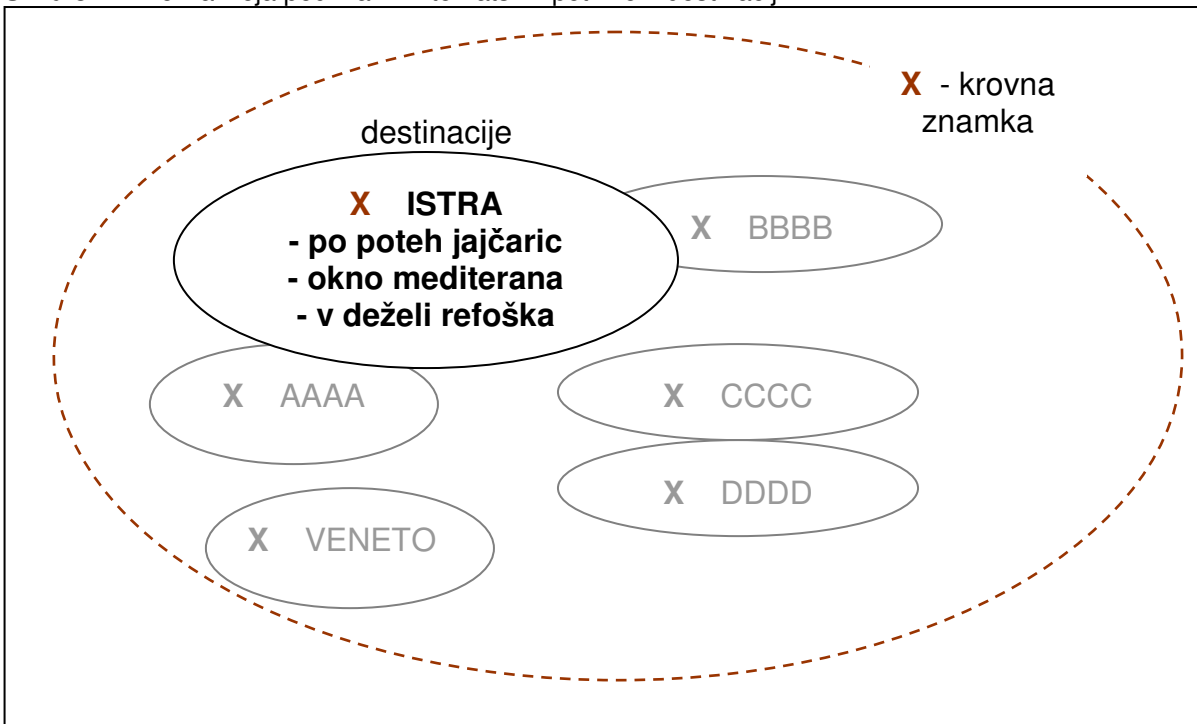 X - krovna
znamka
destinacije
X ISTRA
- po poteh jajčaric
- okno mediterana
- v deželi refoška
X BBBB
X AAAA
X CCCC
X DDDD
X VENETO